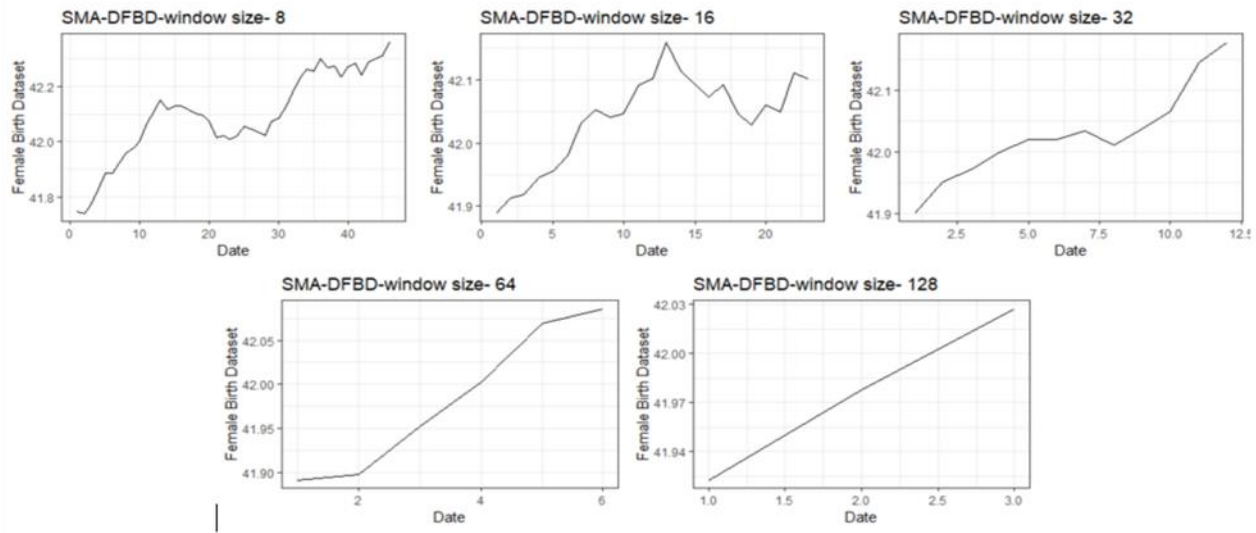 SMA-DFBD-window size- 8
Female Birth Dataset
42.2
42.0
41.8
0 10 20 30 40
Date
SMA-DFBD-window size- 16
Female Birth Dataset
42.1
42.0
41.9
0 5 10 15 20
Date
SMA-DFBD-window size- 32
Female Birth Dataset
42.1
42.0
41.9
2.5 5.0 7.5 10.0 12.5
Date
SMA-DFBD-window size- 64
Female Birth Dataset
42.05
42.00
41.95
41.90
2 4 6
Date
SMA-DFBD-window size- 128
Female Birth Dataset
42.03
42.00
41.97
41.94
1.0 1.5 2.0 2.5 3.0
Date